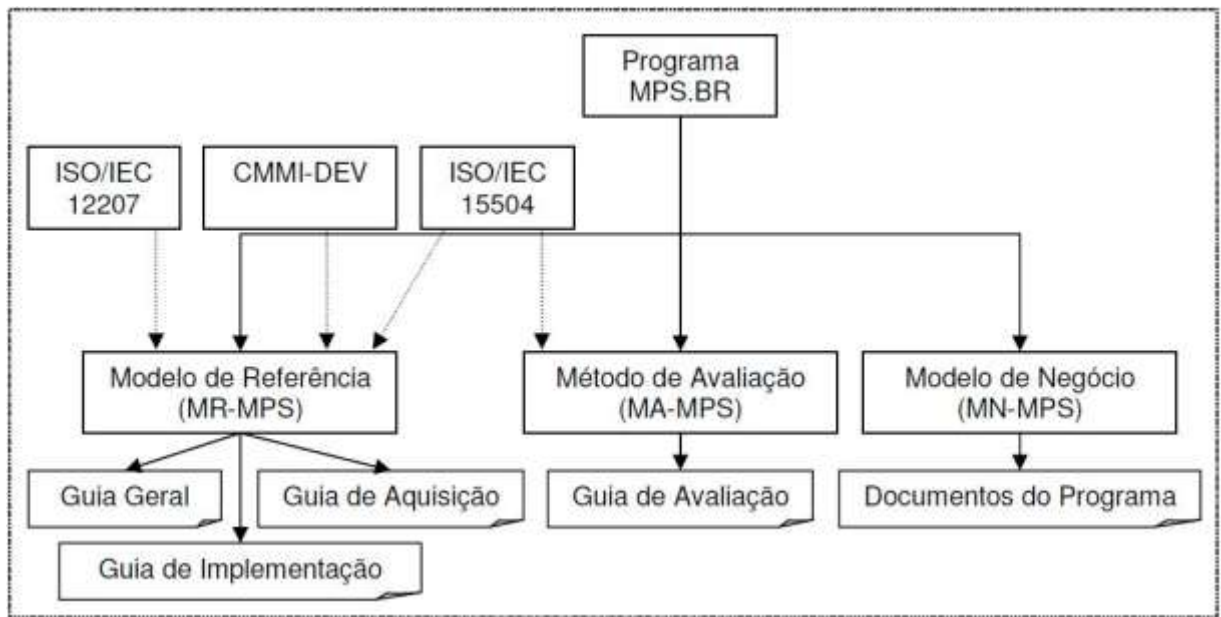 Programa
MPS.BR
ISO/IEC
12207
CMMI-DEV
ISO/IEC
15504
Modelo de Referência
(MR-MPS)
Método de Avaliação
(MA-MPS)
Modelo de Negócio
(MN-MPS)
Guia Geral
Guia de Aquisição
Guia de Avaliação
Documentos do Programa
Guia de Implementação